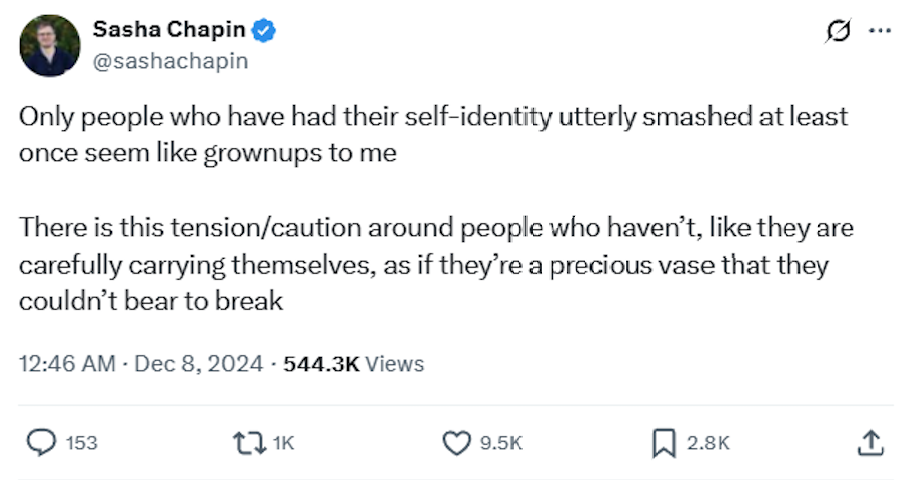 Sasha Chapin
@sashachapin
Only people who have had their self-identity utterly smashed at least
once seem like grownups to me
There is this tension/caution around people who haven’t, like they are
carefully carrying themselves, as if they’re a precious vase that they
couldn’t bear to break
12:46 AM · Dec 8, 2024 · 544.3K Views
153 1K 9.5K 2.8K